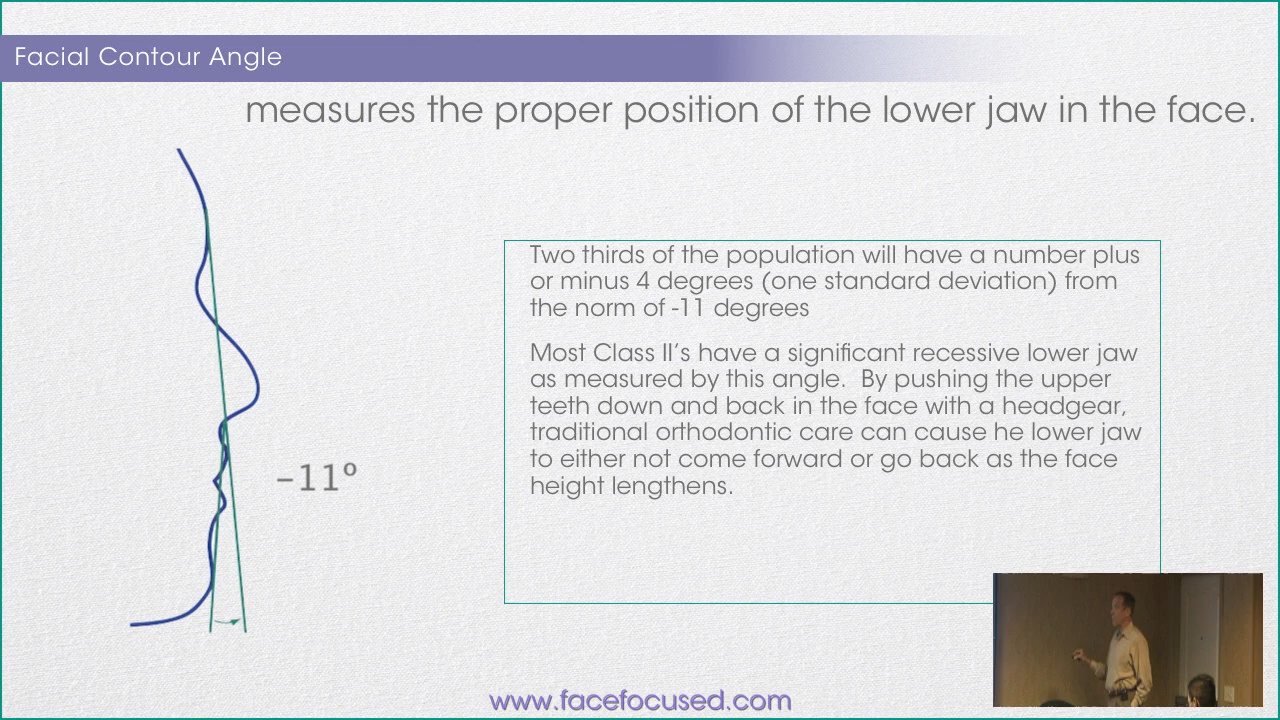 Facial Contour Angle
measures the proper position of the lower jaw in the face.
Two thirds of the population will have a number plus
or minus 4 degrees (one standard deviation) from
the norm of -11 degrees
Most Class II's have a significant recessive lower jaw
as measured by this angle.  By pushing the upper
teeth down and back in the face with a headgear,
traditional orthodontic care can cause he lower jaw
to either not come forward or go back as the face
height lengthens.
–11º
www.facefocused.com